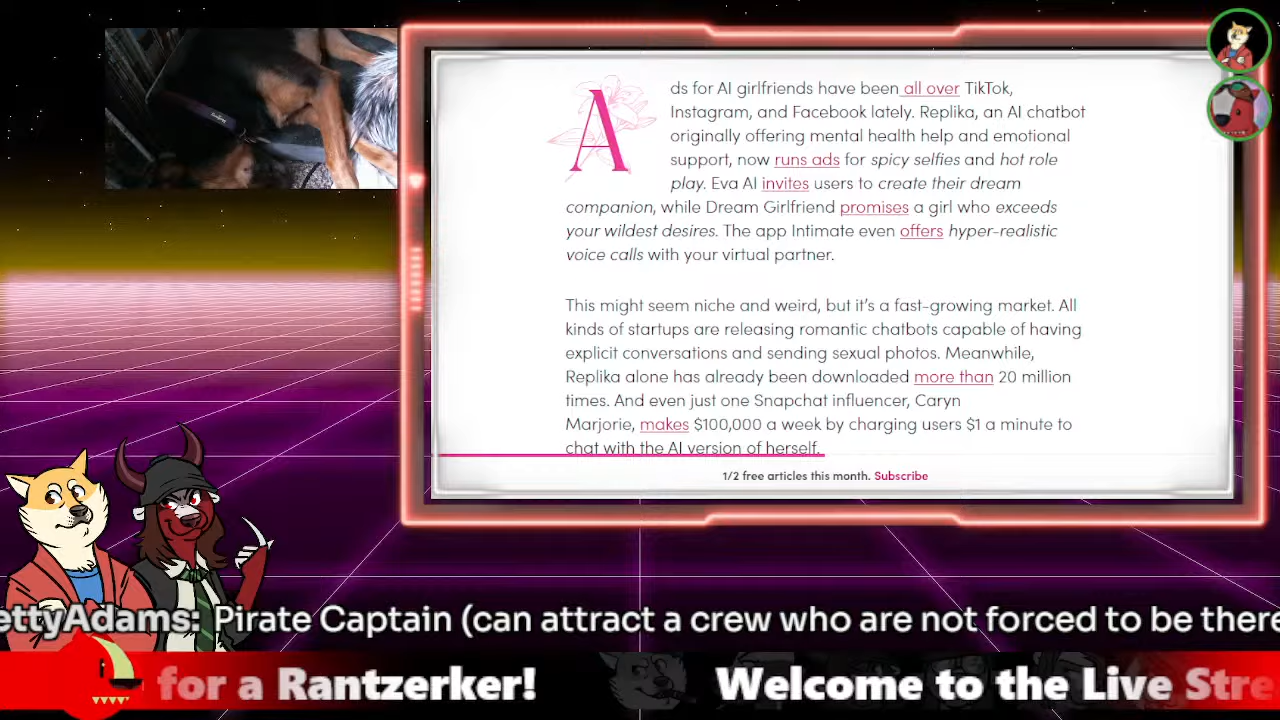 Ads for AI girlfriends have been all over TikTok,
Instagram, and Facebook lately. Replika, an AI chatbot
originally offering mental health help and emotional
support, now runs ads for spicy selfies and hot role
play. Eva AI invites users to create their dream
companion, while Dream Girlfriend promises a girl who exceeds
your wildest desires. The app Intimate even offers hyper-realistic
voice calls with your virtual partner.
This might seem niche and weird, but it’s a fast-growing market. All
kinds of startups are releasing romantic chatbots capable of having
explicit conversations and sending sexual photos. Meanwhile,
Replika alone has already been downloaded more than 20 million
times. And even just one Snapchat influencer, Caryn
Marjorie, makes $100,000 a week by charging users $1 a minute to
chat with the AI version of herself.
1/2 free articles this month. Subscribe
ettyAdams: Pirate Captain (can attract a crew who are not forced to be there
for a Rantzerker! Welcome to the Live Stre